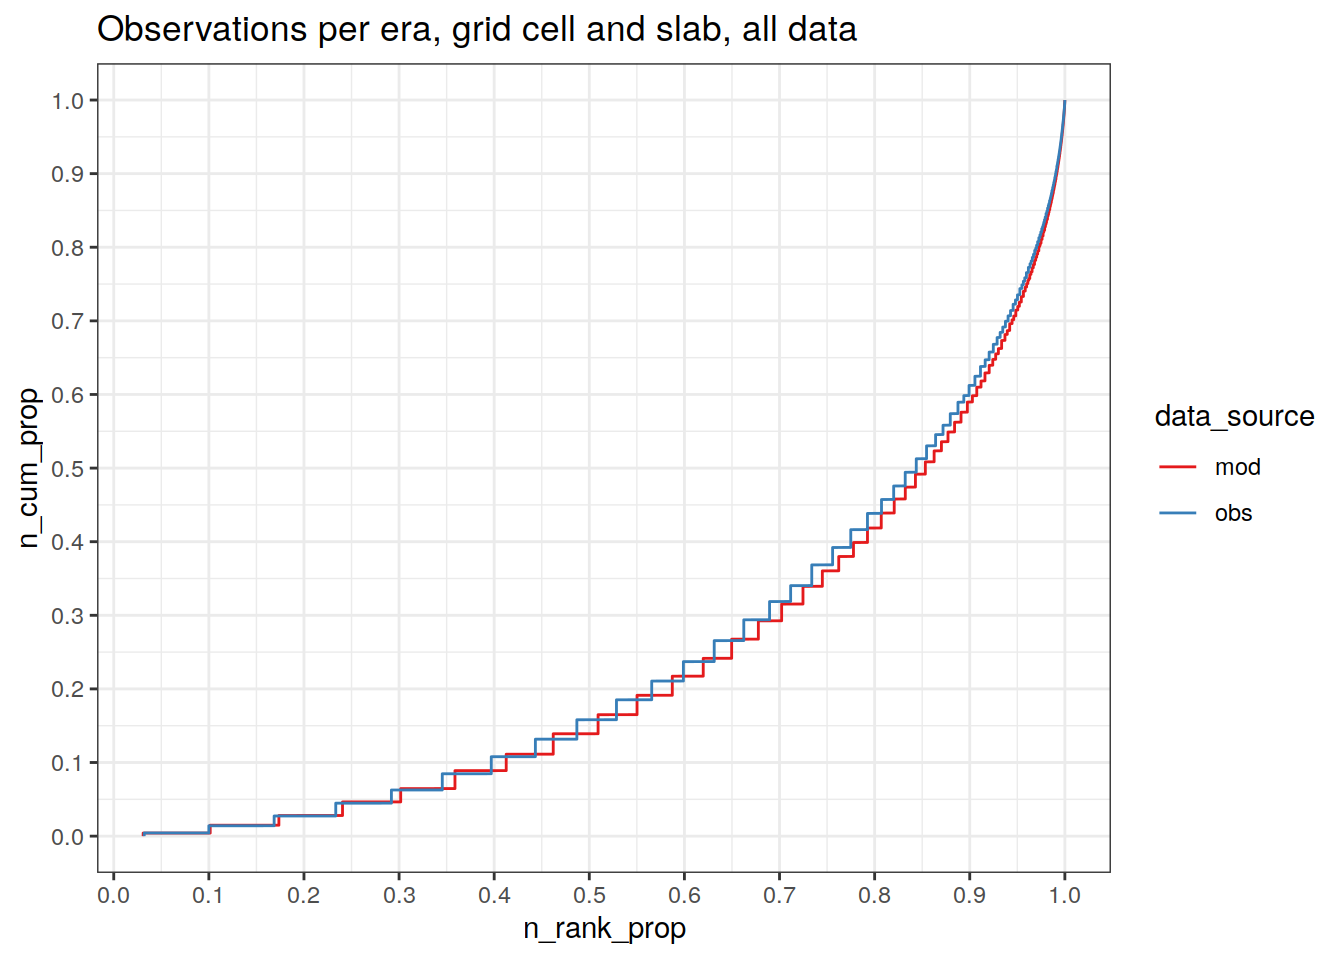 Observations per era, grid cell and slab, all data
n_cum_prop
1.0
0.9
0.8
0.7
0.6
0.5
0.4
0.3
0.2
0.1
0.0
0.0 0.1 0.2 0.3 0.4 0.5 0.6 0.7 0.8 0.9 1.0
n_rank_prop
data_source
mod
obs